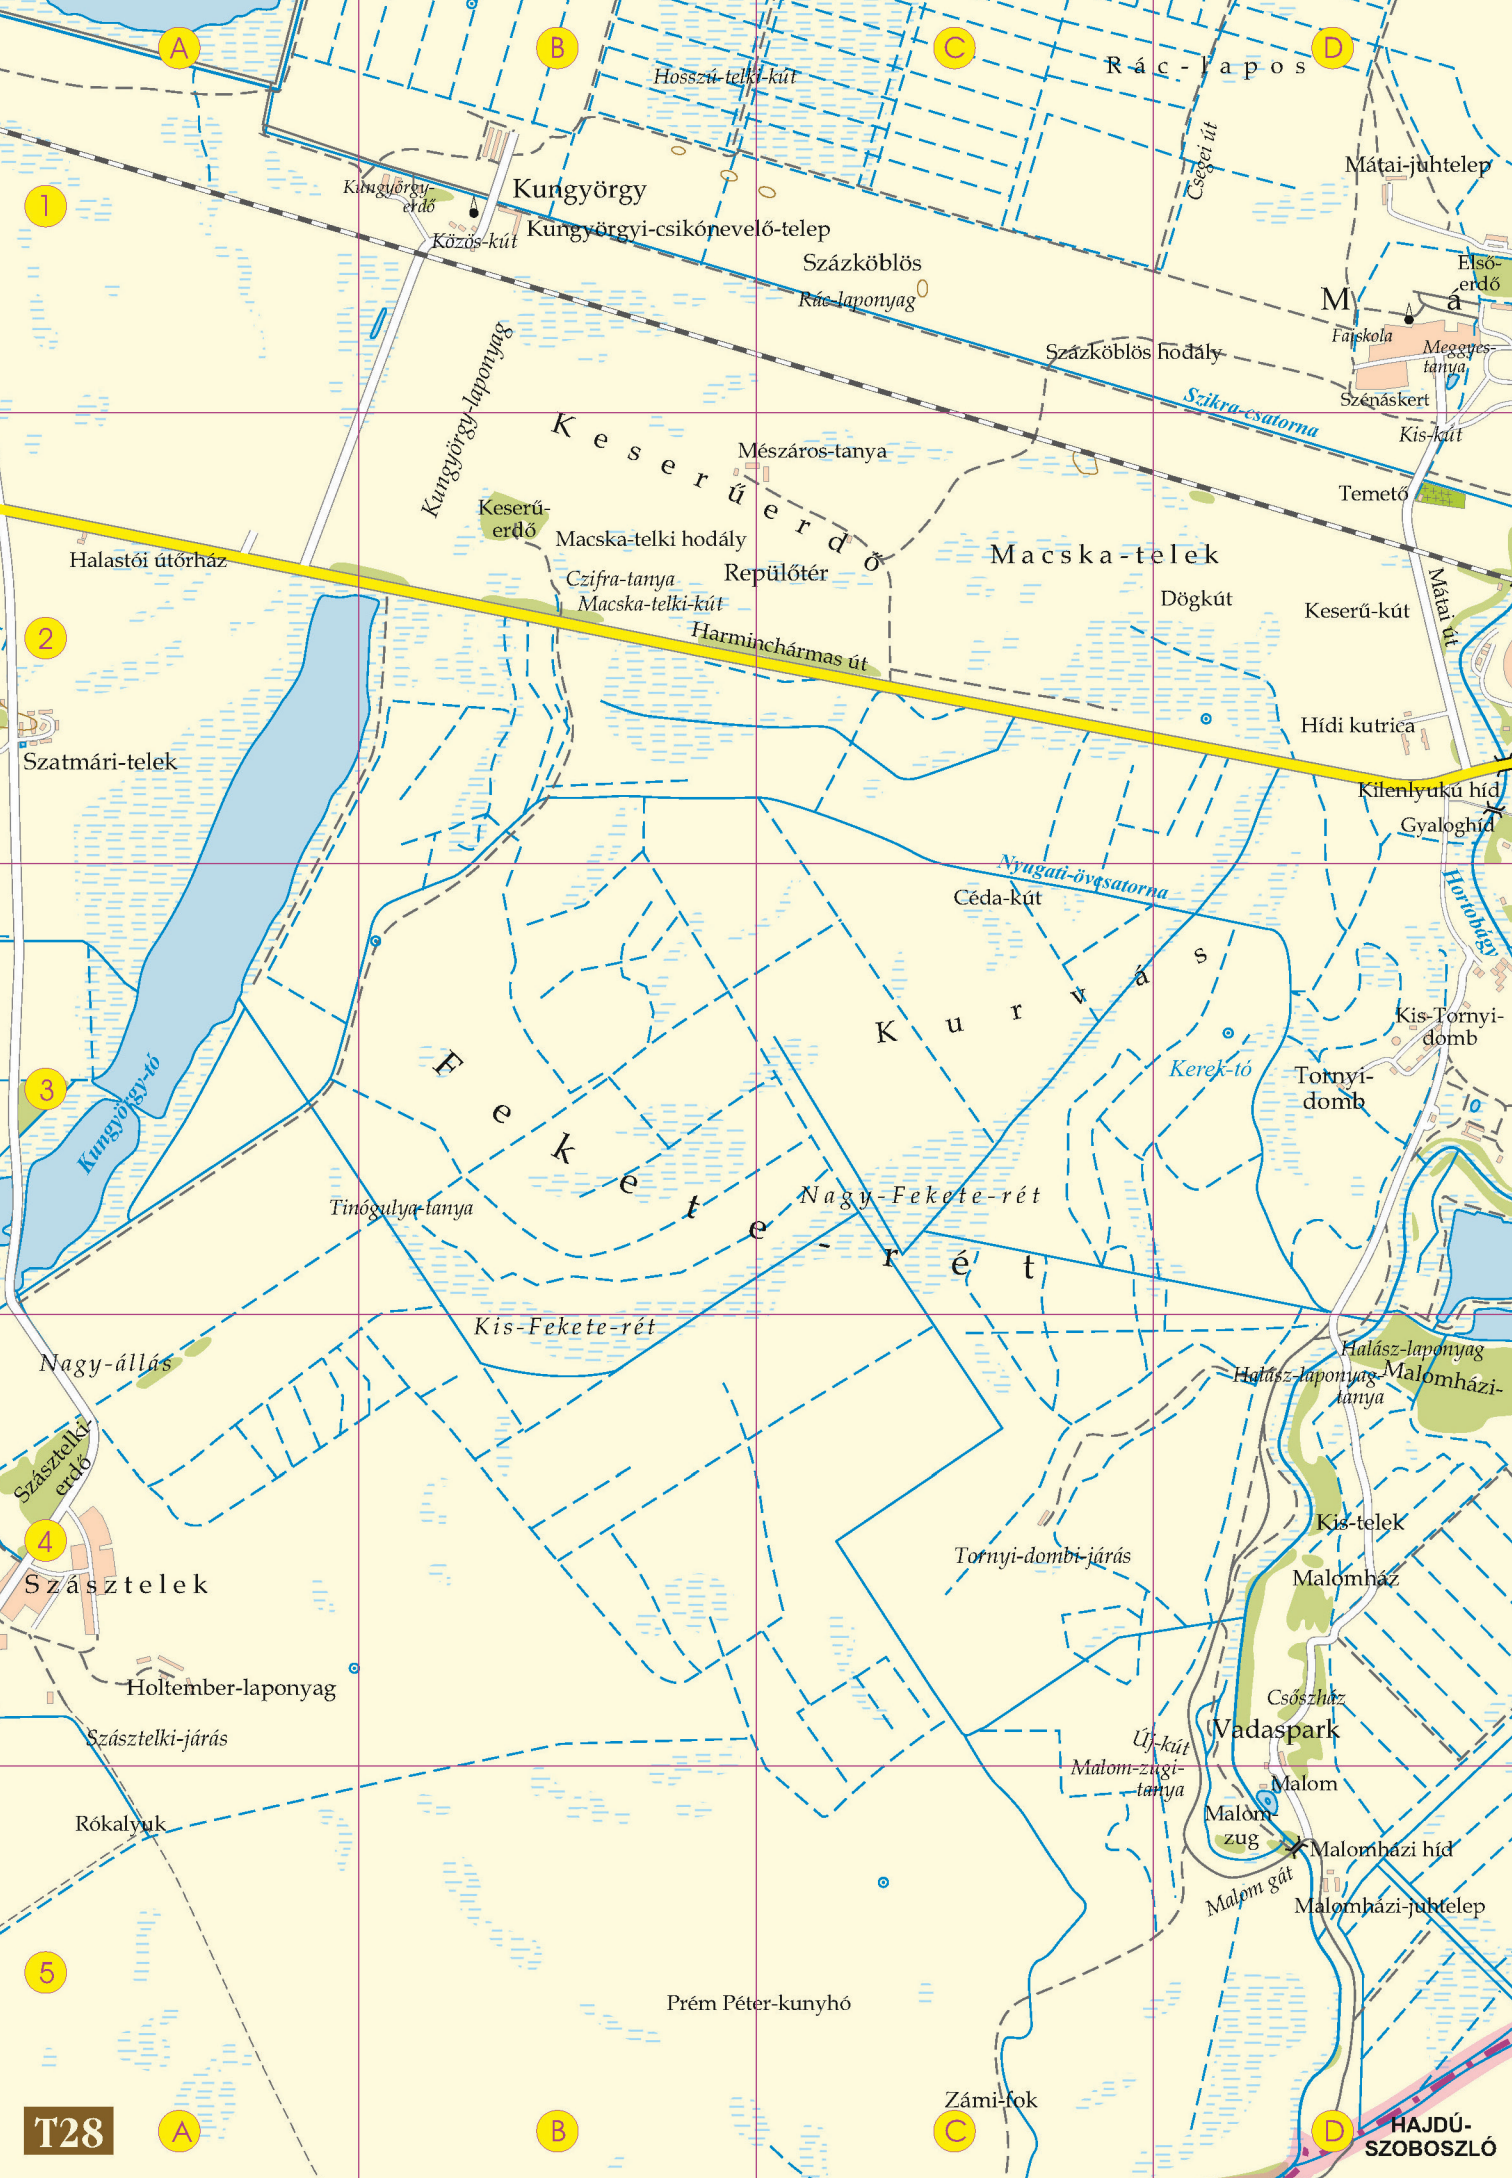 A
B
C
D
Rác-lapos
Hosszú-telki-kút
Csegei út
Mátai-juhtelep
1
Kungyörgy-
erdő
Kungyörgy
Közös-kút
Kungyörgyi-csikónevelő-telep
Százköblös
Rác-laponyag
Első-
erdő
M á
Faiskola
Meggyes-
tanya
Százköblös hodály
Szénáskert
Szikra-csatorna
Kis-kút
Kungyörgy-laponyag
Keserű erdő
Mészáros-tanya
Temető
Keserű-
erdő
Macska-telki hodály
Macska-telek
Halastói útőrház
Czifra-tanya
Repülőtér
Macska-telki-kút
Dögkút
Keserű-kút
Mátai út
2
Harminchármas út
Hídi kutrica
Szatmári-telek
Kilenlyukú híd
Gyaloghíd
Nyugati-övcsatorna
Céda-kút
Hortobágy
Kurvás
Kis-Tornyi-
domb
Kerek-tó
Tornyi-
domb
3
Kungyörgy-tó
Fekete-rét
Nagy-Fekete-rét
Tinógulya-tanya
Kis-Fekete-rét
Nagy-állás
Halász-laponyag
Halász-laponyag-
tanya
Malomházi-
Szásztelki-
erdő
Kis-telek
4
Tornyi-dombi-járás
Malomház
Szásztelek
Holtember-laponyag
Csőszház
Szásztelki-járás
Vadaspark
Új-kút
Malom-zugi-
tanya
Malom
Rókalyuk
Malom-
zug
Malomházi híd
Malom gát
Malomházi-juhtelep
5
Prém Péter-kunyhó
Zámi-fok
T28
A
B
C
D
HAJDÚ-
SZOBOSZLÓ